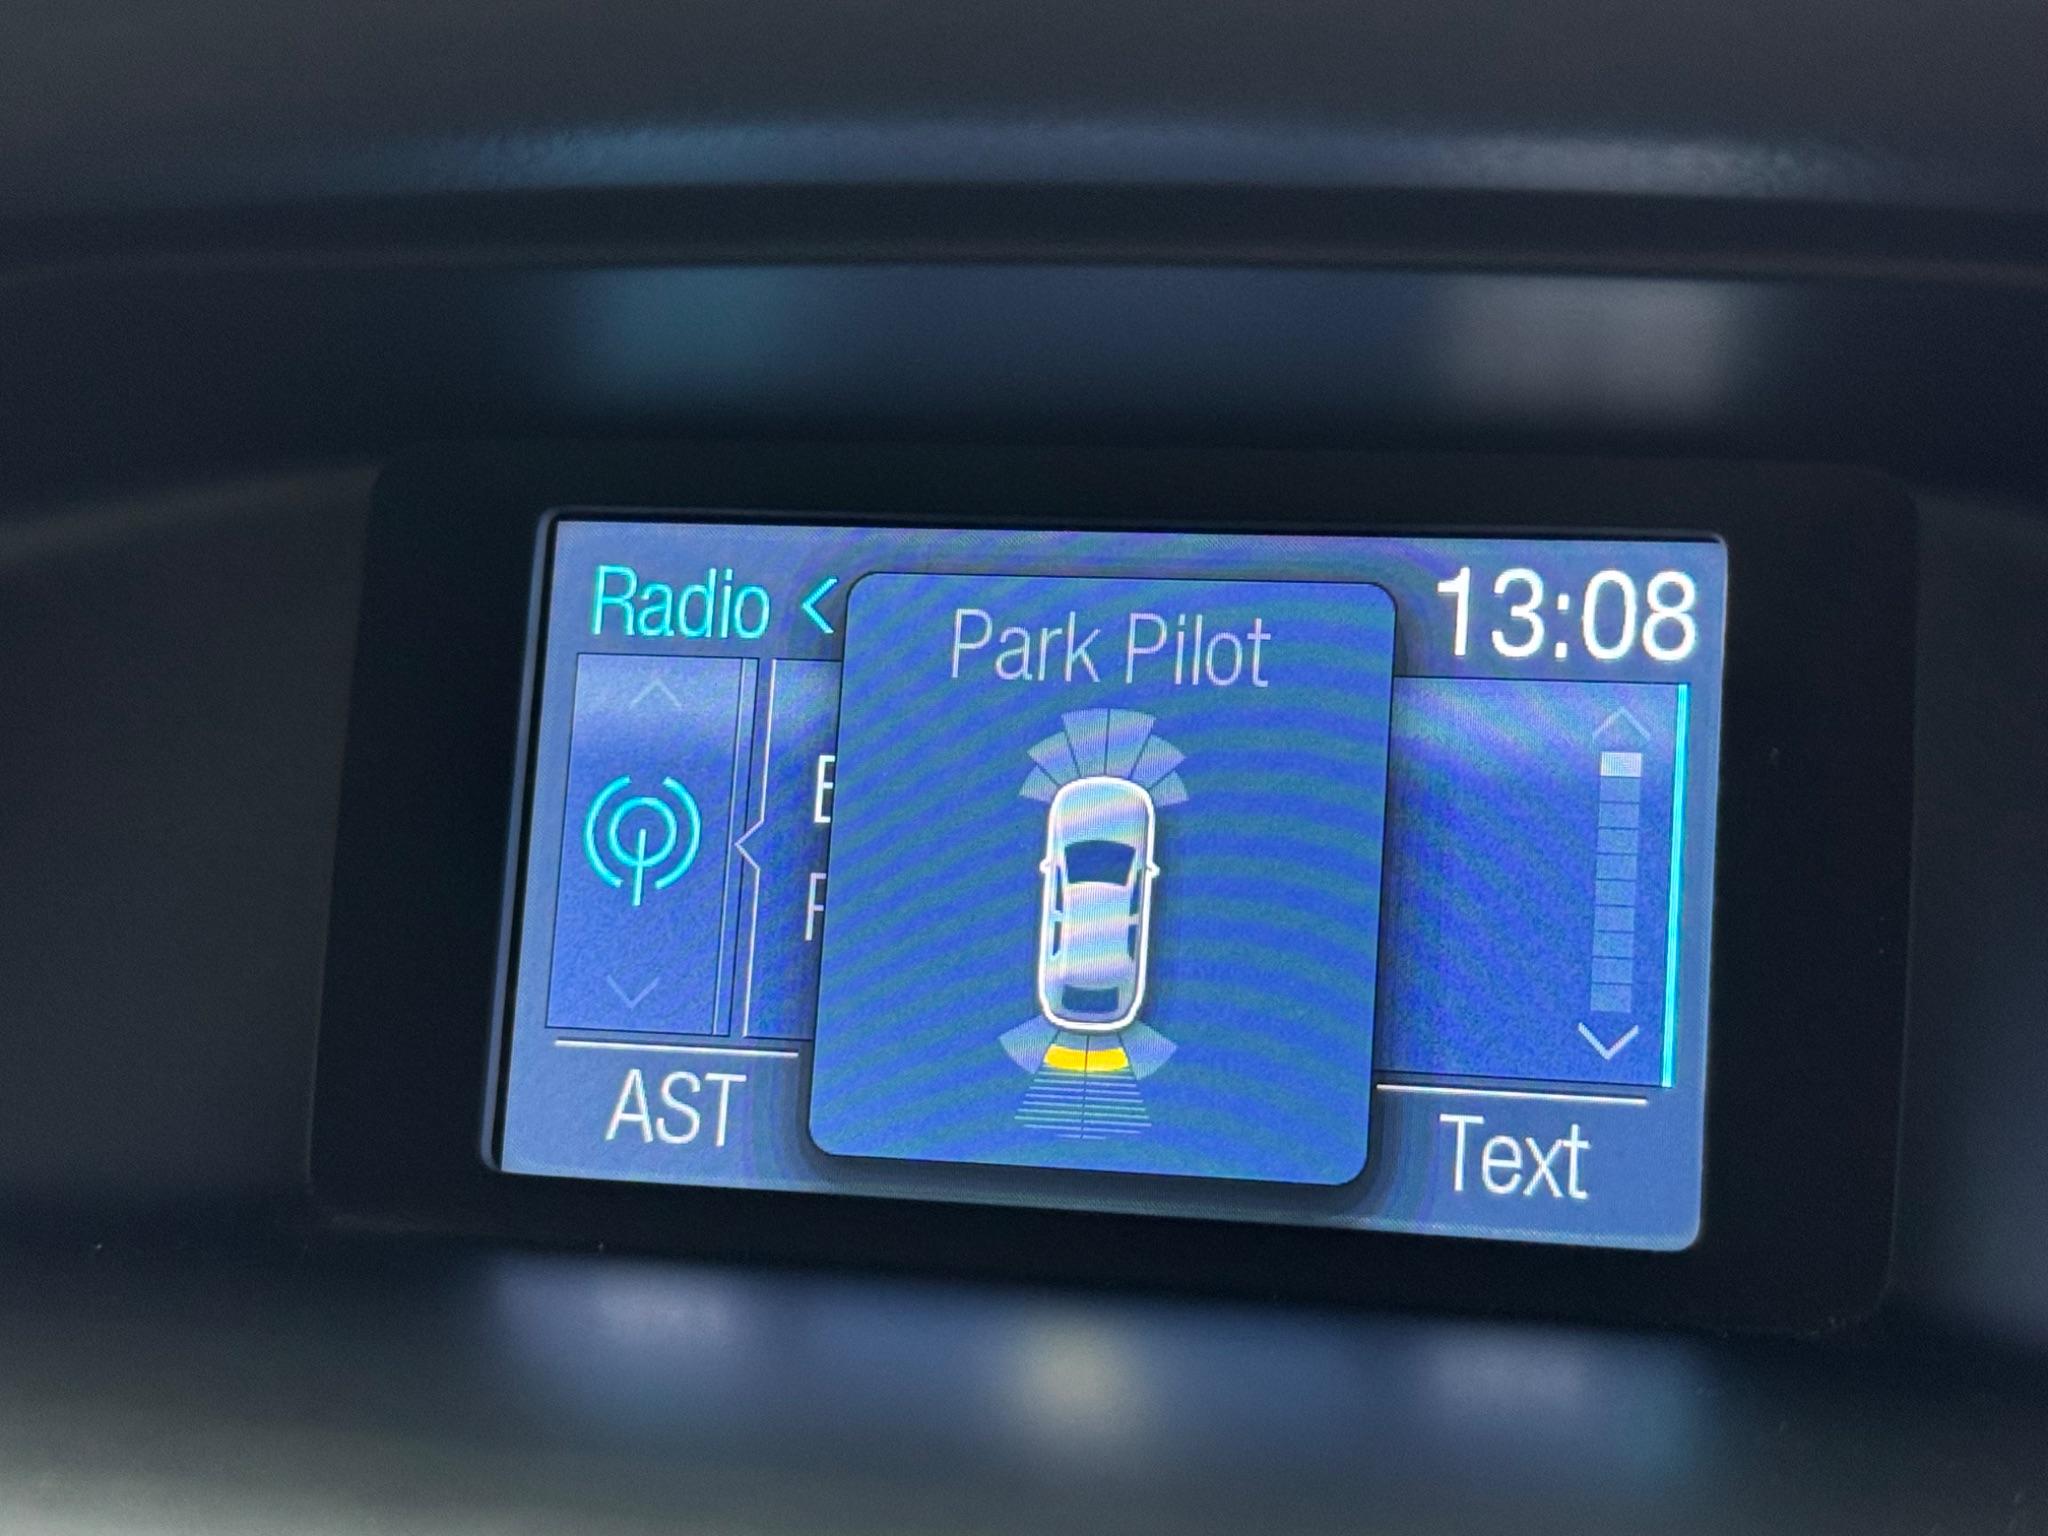 Radio <
Park Pilot
13:08
AST
Text